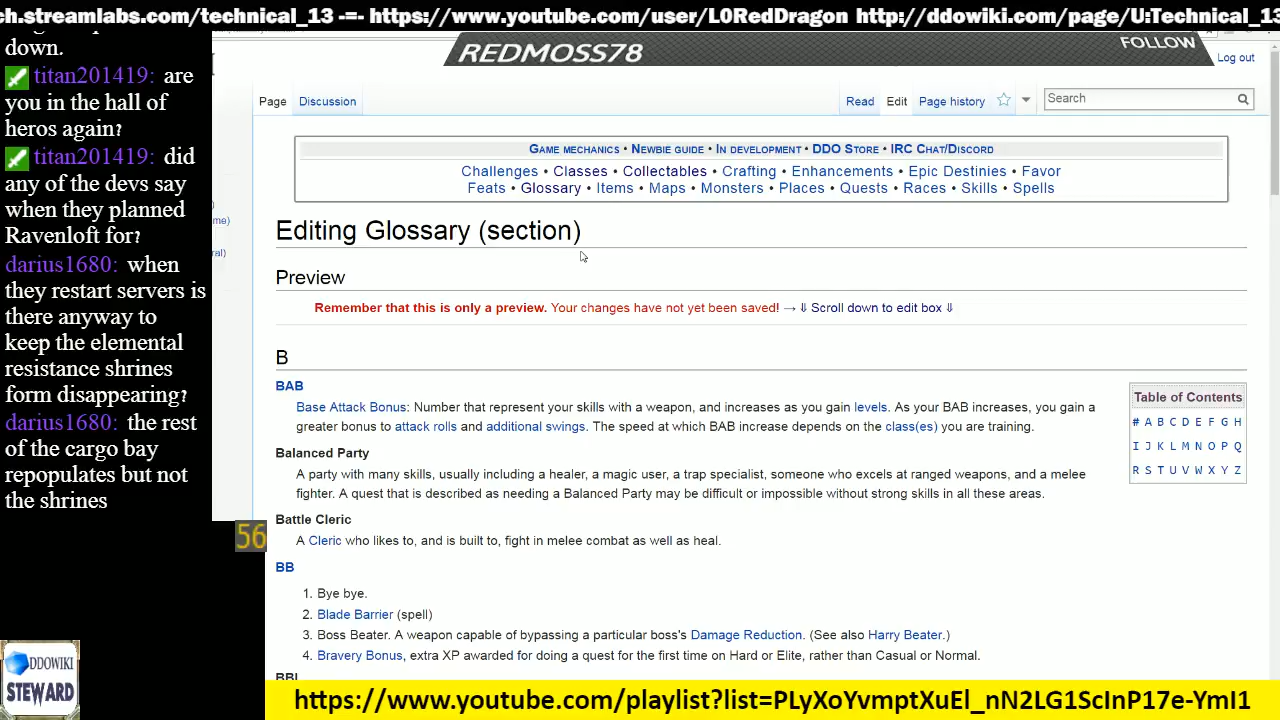 ch.streamlabs.com/technical_13 -=- https://www.youtube.com/user/L0RedDragon http://ddowiki.com/page/U:Technical_13
down.
titan201419: are
you in the hall of
heros again?
titan201419: did
any of the devs say
when they planned
Ravenloft for?
darius1680: when
they restart servers is
there anyway to
keep the elemental
resistance shrines
form disappearing?
darius1680: the rest
of the cargo bay
repopulates but not
the shrines
56
DDOWIKI
STEWARD
REDMOSS78
FOLLOW
Log out
Page Discussion Read Edit Page history Search
GAME MECHANICS • NEWBIE GUIDE • IN DEVELOPMENT • DDO STORE • IRC CHAT/DISCORD
Challenges • Classes • Collectables • Crafting • Enhancements • Epic Destinies • Favor
Feats • Glossary • Items • Maps • Monsters • Places • Quests • Races • Skills • Spells
Editing Glossary (section)
Preview
Remember that this is only a preview. Your changes have not yet been saved! → ⇓ Scroll down to edit box ⇓
B
BAB
Base Attack Bonus: Number that represent your skills with a weapon, and increases as you gain levels. As your BAB increases, you gain a
greater bonus to attack rolls and additional swings. The speed at which BAB increase depends on the class(es) you are training.
Balanced Party
A party with many skills, usually including a healer, a magic user, a trap specialist, someone who excels at ranged weapons, and a melee
fighter. A quest that is described as needing a Balanced Party may be difficult or impossible without strong skills in all these areas.
Battle Cleric
A Cleric who likes to, and is built to, fight in melee combat as well as heal.
BB
1. Bye bye.
2. Blade Barrier (spell)
3. Boss Beater. A weapon capable of bypassing a particular boss's Damage Reduction. (See also Harry Beater.)
4. Bravery Bonus, extra XP awarded for doing a quest for the first time on Hard or Elite, rather than Casual or Normal.
Table of Contents
# A B C D E F G H
I J K L M N O P Q
R S T U V W X Y Z
me)
ral)
https://www.youtube.com/playlist?list=PLyXoYvmptXuEl_nN2LG1ScInP17e-YmI1